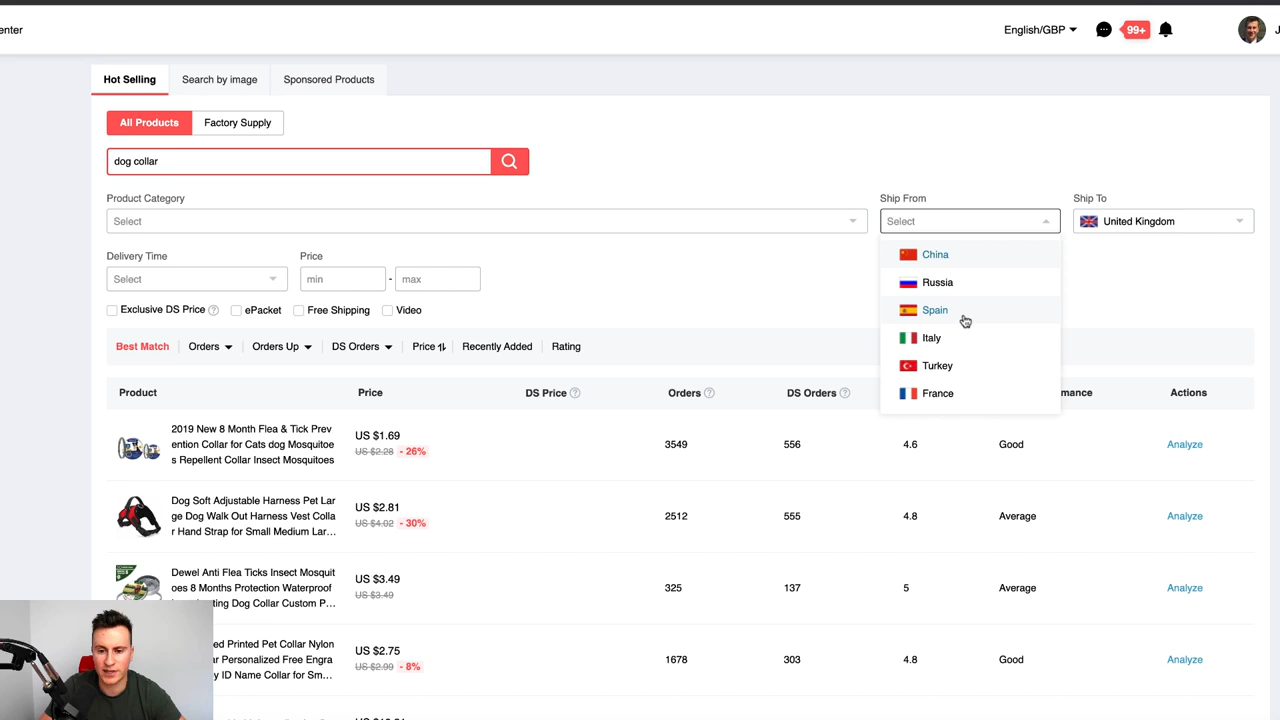 enter
English/GBP
99+
J
Hot Selling
Search by image
Sponsored Products
All Products
Factory Supply
dog collar
Product Category
Ship From
Ship To
Select
Select
United Kingdom
China
Russia
Spain
Italy
Turkey
France
Delivery Time
Price
Select
min
-
max
Exclusive DS Price ?
ePacket
Free Shipping
Video
Best Match
Orders
Orders Up
DS Orders
Price
Recently Added
Rating
Product
Price
DS Price ?
Orders ?
DS Orders ?
mance
Actions
2019 New 8 Month Flea & Tick Prev
ention Collar for Cats dog Mosquitoe
s Repellent Collar Insect Mosquitoes
US $1.69
US $2.28 - 26%
3549
556
4.6
Good
Analyze
Dog Soft Adjustable Harness Pet Lar
ge Dog Walk Out Harness Vest Colla
r Hand Strap for Small Medium Lar...
US $2.81
US $4.02 - 30%
2512
555
4.8
Average
Analyze
Dewel Anti Flea Ticks Insect Mosquit
oes 8 Months Protection Waterproof
ting Dog Collar Custom P...
US $3.49
US $3.49
325
137
5
Average
Analyze
ed Printed Pet Collar Nylon
ar Personalized Free Engra
y ID Name Collar for Sm...
US $2.75
US $2.99 - 8%
1678
303
4.8
Good
Analyze